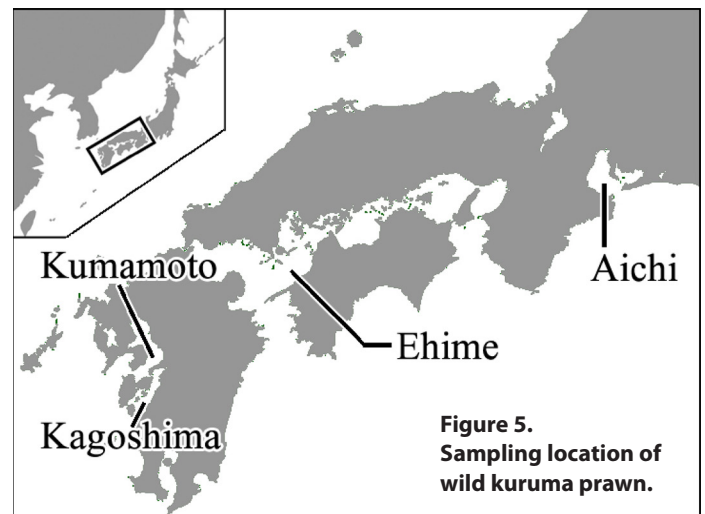 Kumamoto
Aichi
Ehime
Kagoshima
Figure 5.
Sampling location of
wild kuruma prawn.